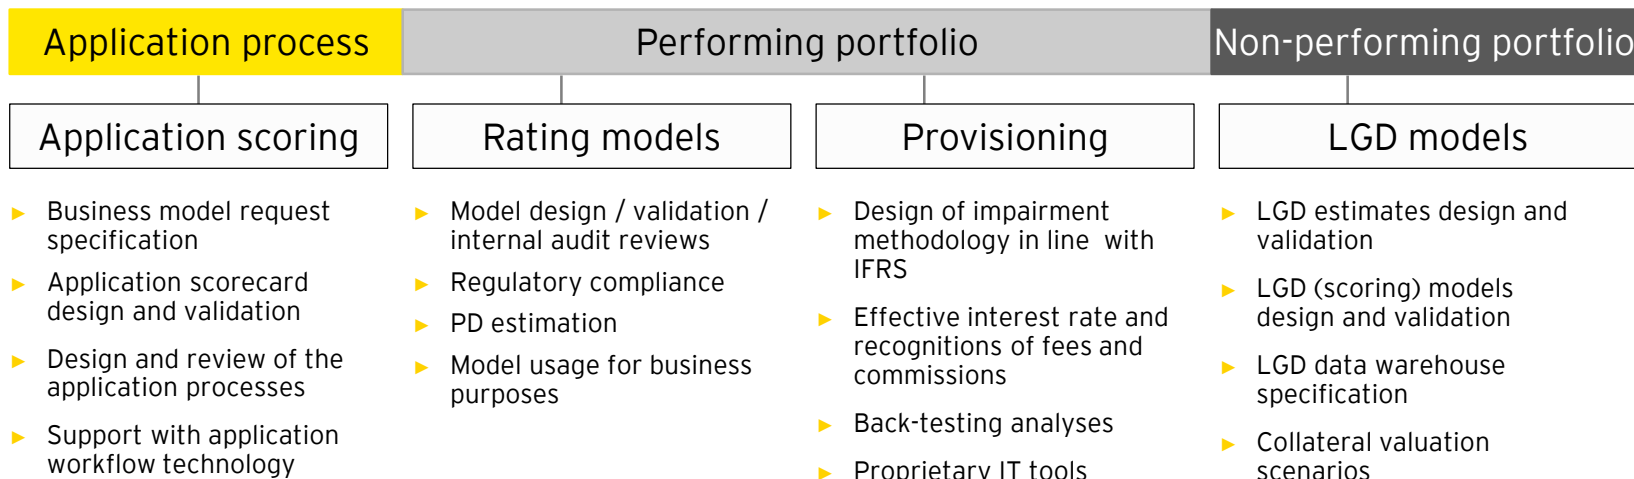 Application process
Performing portfolio
Non-performing portfolio
Application scoring
Rating models
Provisioning
LGD models
► Business model request
specification
► Application scorecard
design and validation
► Design and review of the
application processes
► Support with application
workflow technology
► Model design / validation /
internal audit reviews
► Regulatory compliance
► PD estimation
► Model usage for business
purposes
► Design of impairment
methodology in line with
IFRS
► Effective interest rate and
recognitions of fees and
commissions
► Back-testing analyses
► Proprietary IT tools
► LGD estimates design and
validation
► LGD (scoring) models
design and validation
► LGD data warehouse
specification
► Collateral valuation
scenarios